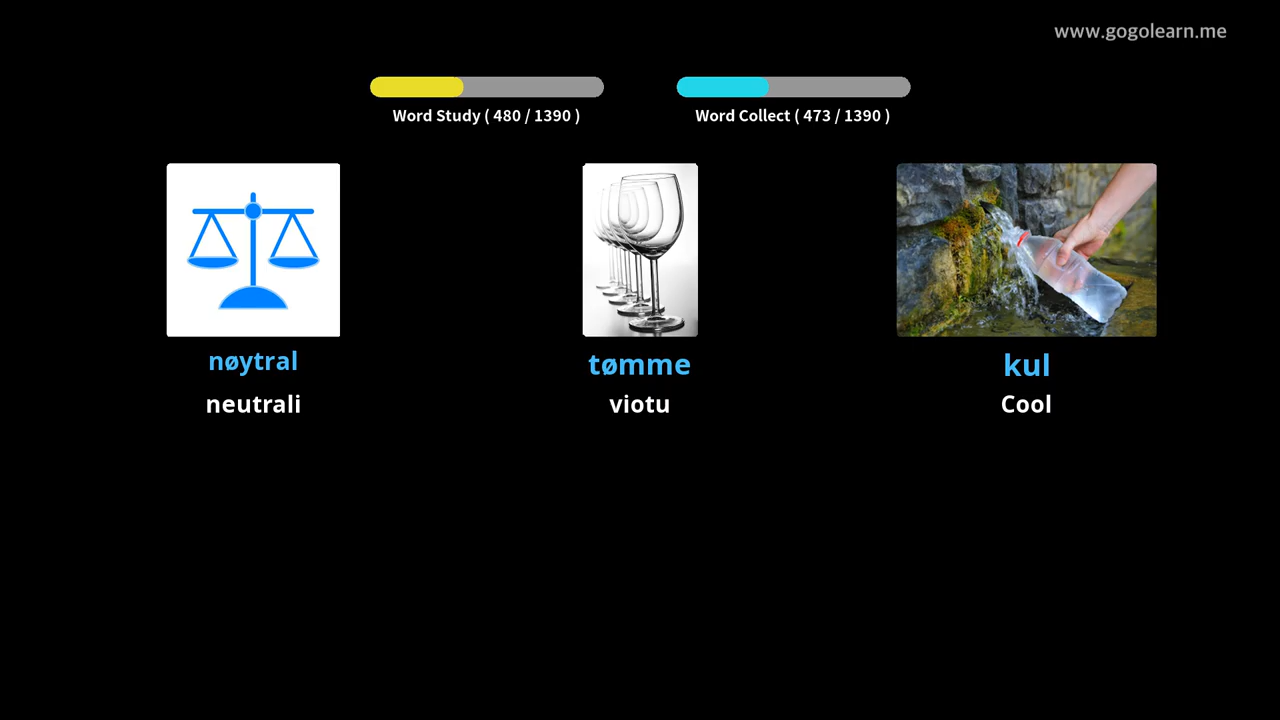 www.gogolearn.me
Word Study ( 480 / 1390 )
Word Collect ( 473 / 1390 )
nøytral
tømme
kul
neutrali
viotu
Cool